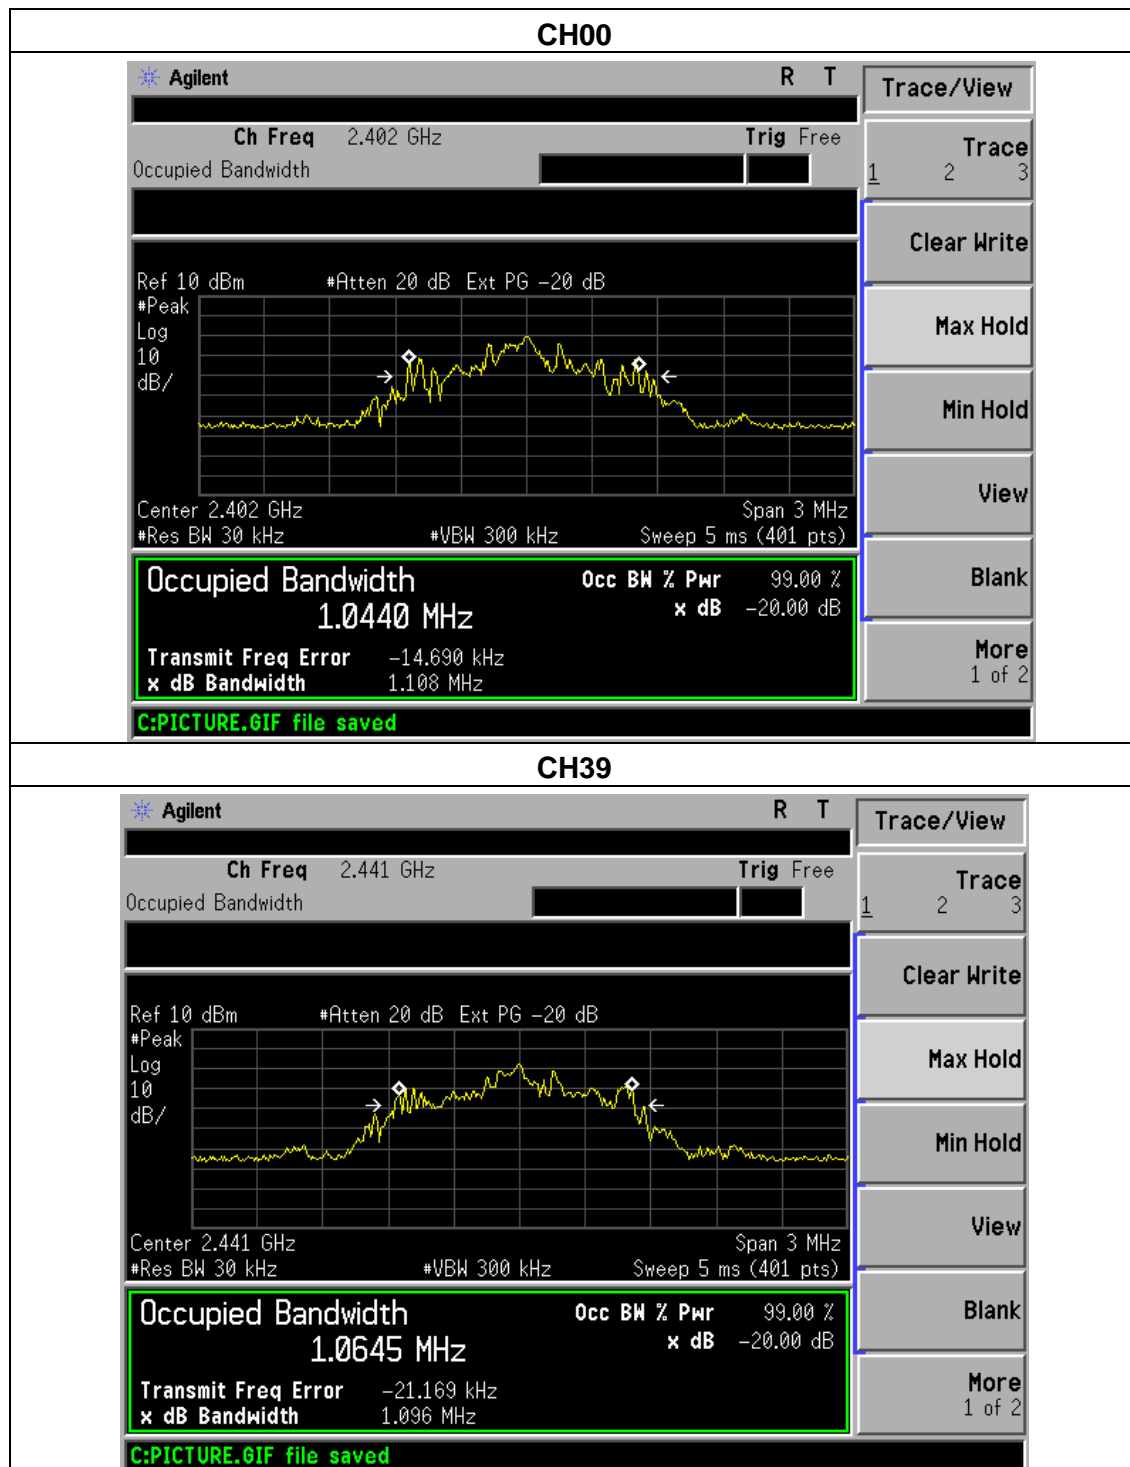 CH00
Agilent R T Trace/View
Ch Freq 2.402 GHz Trig Free
Occupied Bandwidth
Trace
1 2 3
Clear Write
Ref 10 dBm #Atten 20 dB Ext PG -20 dB
#Peak
Log
10
dB/
Max Hold
Min Hold
View
Center 2.402 GHz Span 3 MHz
#Res BW 30 kHz #VBW 300 kHz Sweep 5 ms (401 pts)
Occupied Bandwidth Occ BW % Pwr 99.00 %
1.0440 MHz x dB -20.00 dB
Blank
Transmit Freq Error -14.690 kHz
x dB Bandwidth 1.108 MHz
More
1 of 2
C:PICTURE.GIF file saved
CH39
Agilent R T Trace/View
Ch Freq 2.441 GHz Trig Free
Occupied Bandwidth
Trace
1 2 3
Clear Write
Ref 10 dBm #Atten 20 dB Ext PG -20 dB
#Peak
Log
10
dB/
Max Hold
Min Hold
View
Center 2.441 GHz Span 3 MHz
#Res BW 30 kHz #VBW 300 kHz Sweep 5 ms (401 pts)
Occupied Bandwidth Occ BW % Pwr 99.00 %
1.0645 MHz x dB -20.00 dB
Blank
Transmit Freq Error -21.169 kHz
x dB Bandwidth 1.096 MHz
More
1 of 2
C:PICTURE.GIF file saved